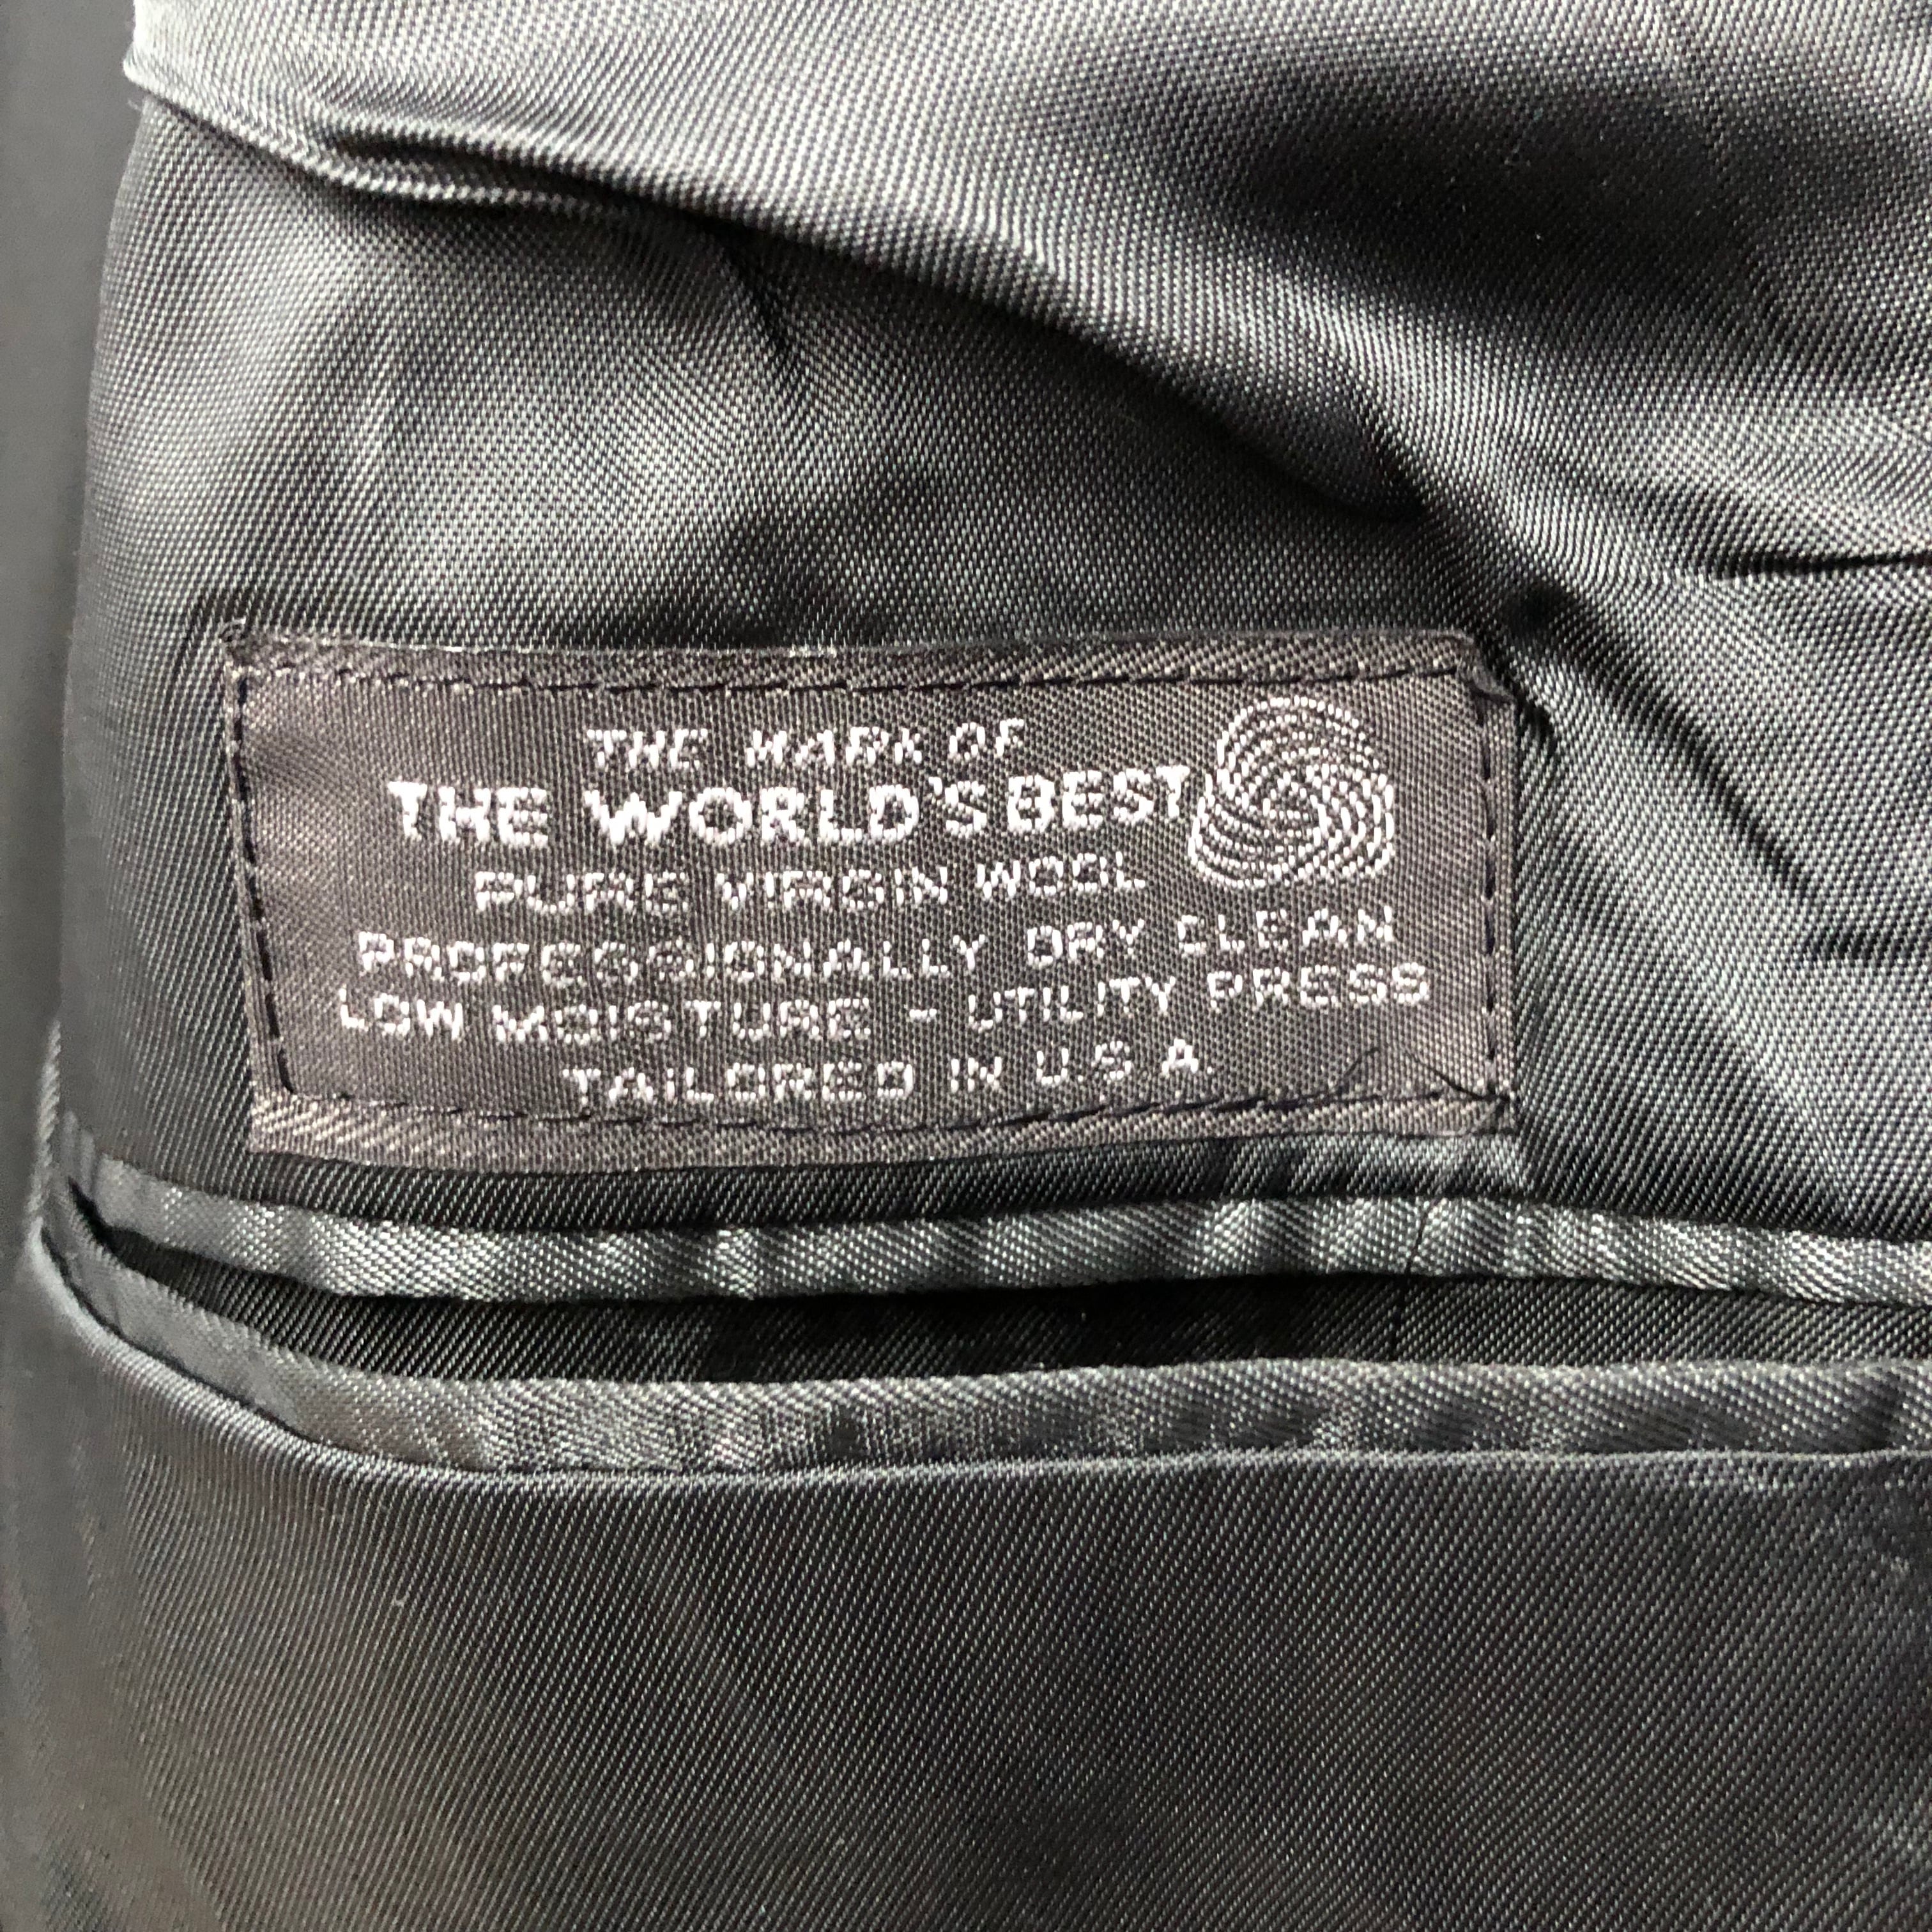 THE MARK OF
THE WORLD'S BEST
PURE VIRGIN WOOL
PROFESSIONALLY DRY CLEAN
LOW MOISTURE - UTILITY PRESS
TAILORED IN U.S A.